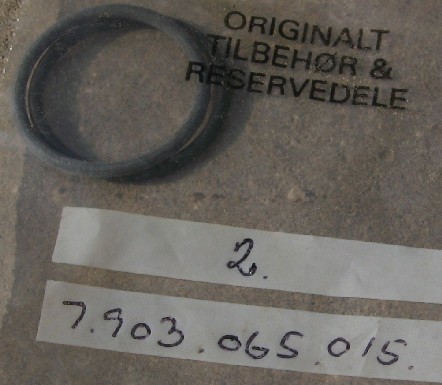 ORIGINALT
TILBEHØR &
RESERVEDELE
2.
7.903.065.015.